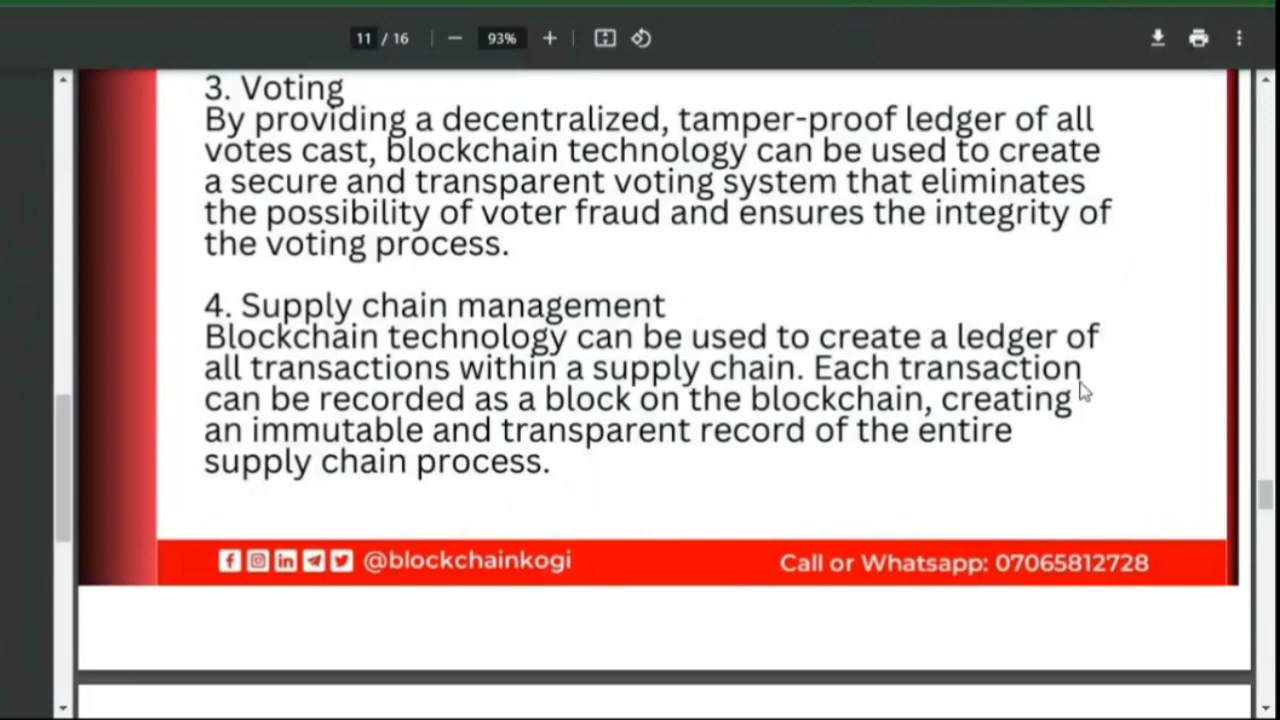 11 / 16
93%
3. Voting
By providing a decentralized, tamper-proof ledger of all
votes cast, blockchain technology can be used to create
a secure and transparent voting system that eliminates
the possibility of voter fraud and ensures the integrity of
the voting process.
4. Supply chain management
Blockchain technology can be used to create a ledger of
all transactions within a supply chain. Each transaction
can be recorded as a block on the blockchain, creating
an immutable and transparent record of the entire
supply chain process.
@blockchainkogi
Call or Whatsapp: 07065812728